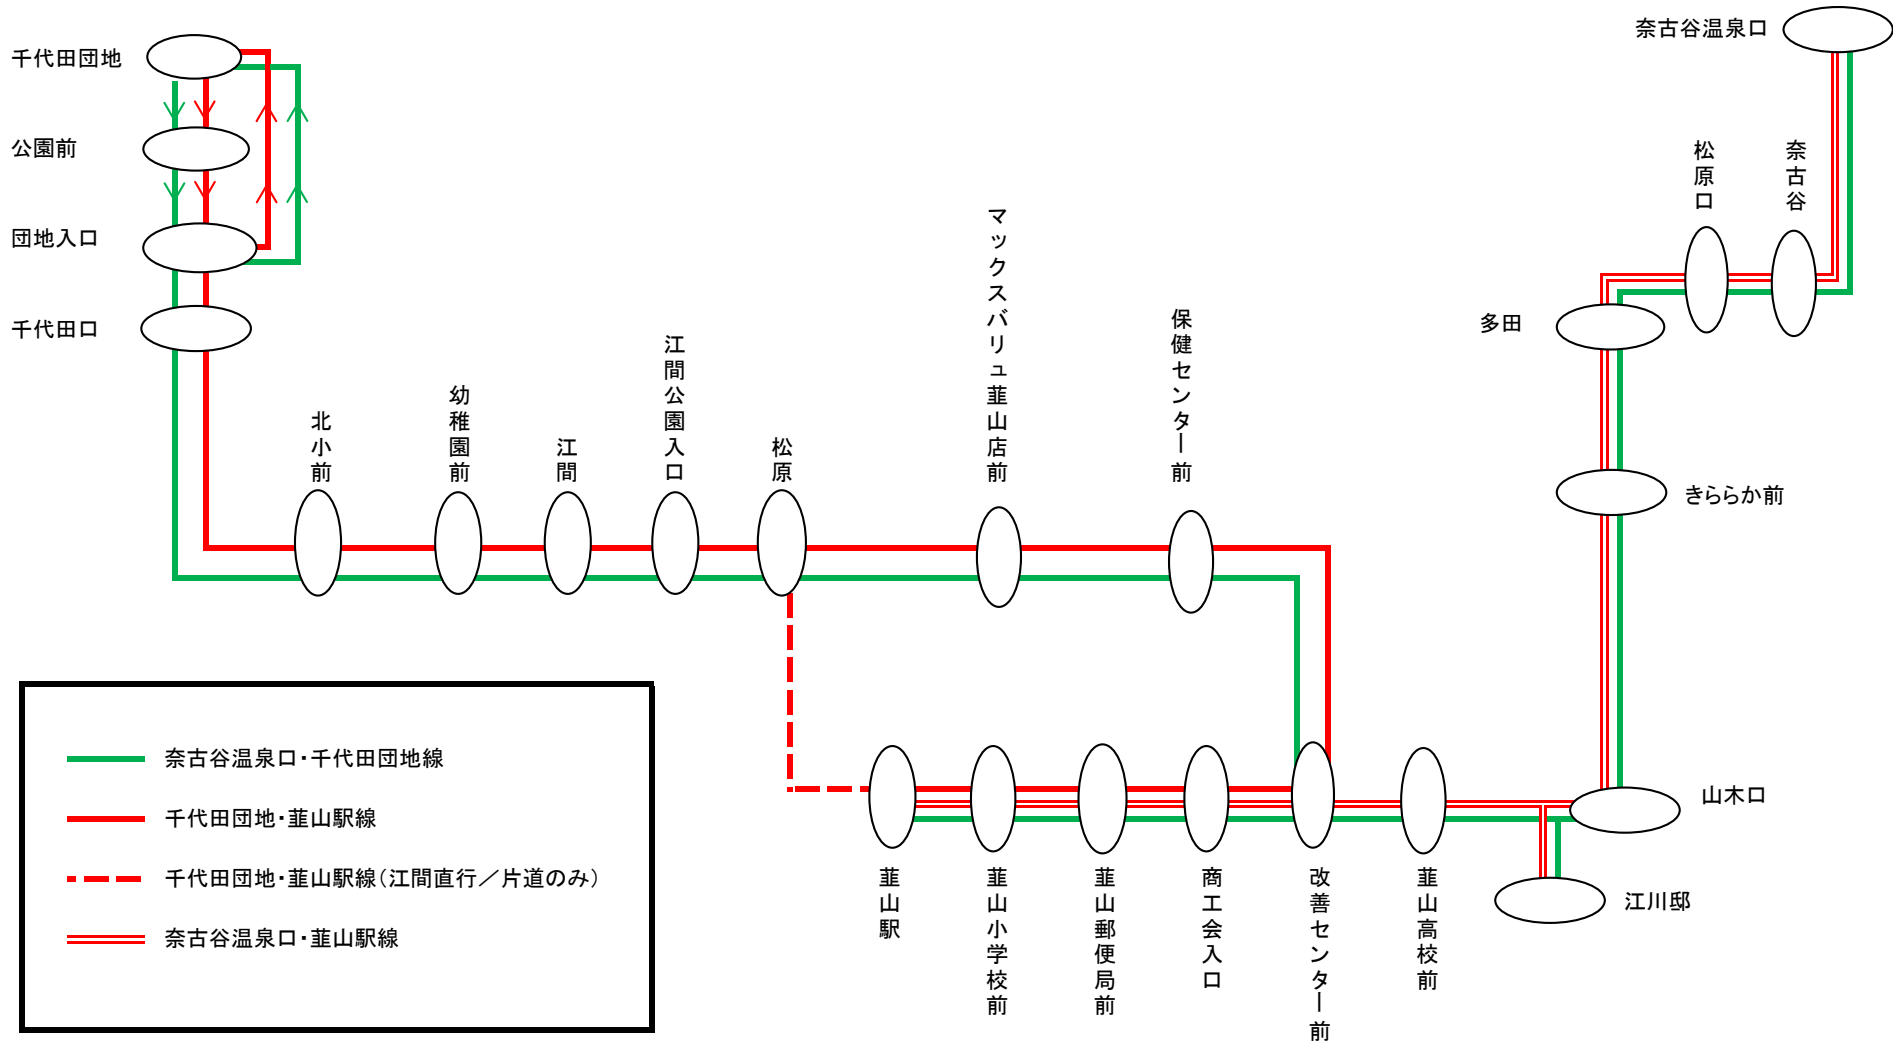 千代田団地
公園前
団地入口
千代田口
北小前
幼稚園前
江間
江間公園入口
松原
マックスバリュ韮山店前
保健センター前
奈古谷温泉口
松原口
奈古谷
多田
きららか前
山木口
江川邸
韮山駅
韮山小学校前
韮山郵便局前
商工会入口
改善センター前
韮山高校前
奈古谷温泉口・千代田団地線
千代田団地・韮山駅線
千代田団地・韮山駅線(江間直行／片道のみ)
奈古谷温泉口・韮山駅線